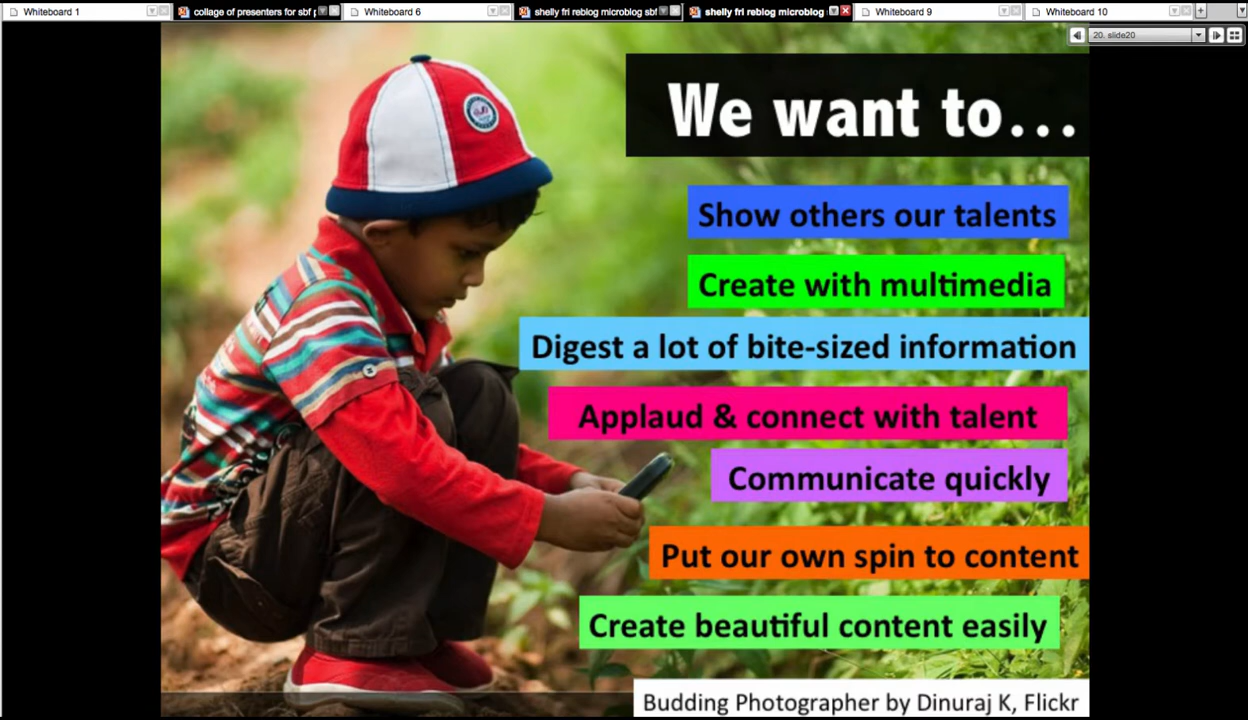 Whiteboard 1
collage of presenters for sbf p
Whiteboard 6
shelly fri reblog microblog sbf
shelly fri reblog microblog
Whiteboard 9
Whiteboard 10
20. slide20
We want to...
Show others our talents
Create with multimedia
Digest a lot of bite-sized information
Applaud & connect with talent
Communicate quickly
Put our own spin to content
Create beautiful content easily
Budding Photographer by Dinuraj K, Flickr